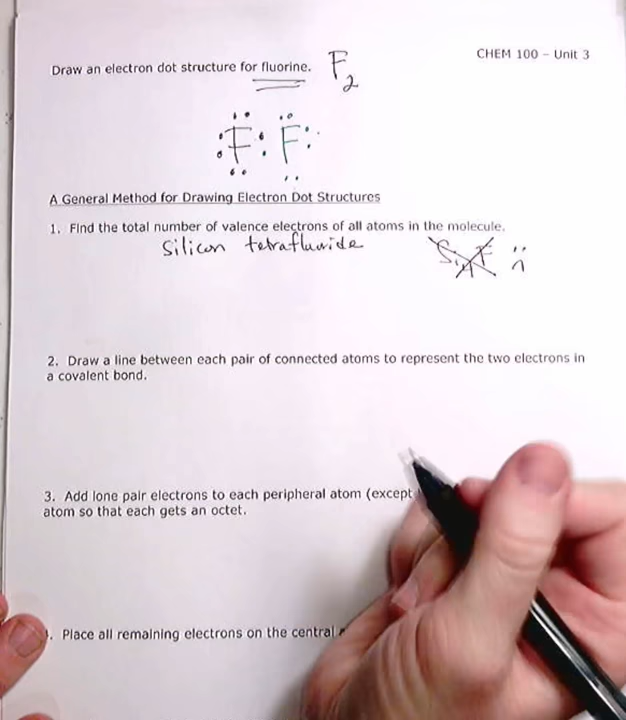 CHEM 100 – Unit 3
Draw an electron dot structure for fluorine. F2
F F
A General Method for Drawing Electron Dot Structures
1. Find the total number of valence electrons of all atoms in the molecule.
Silicon tetrafluride
2. Draw a line between each pair of connected atoms to represent the two electrons in
a covalent bond.
3. Add lone pair electrons to each peripheral atom (except
atom so that each gets an octet.
. Place all remaining electrons on the central